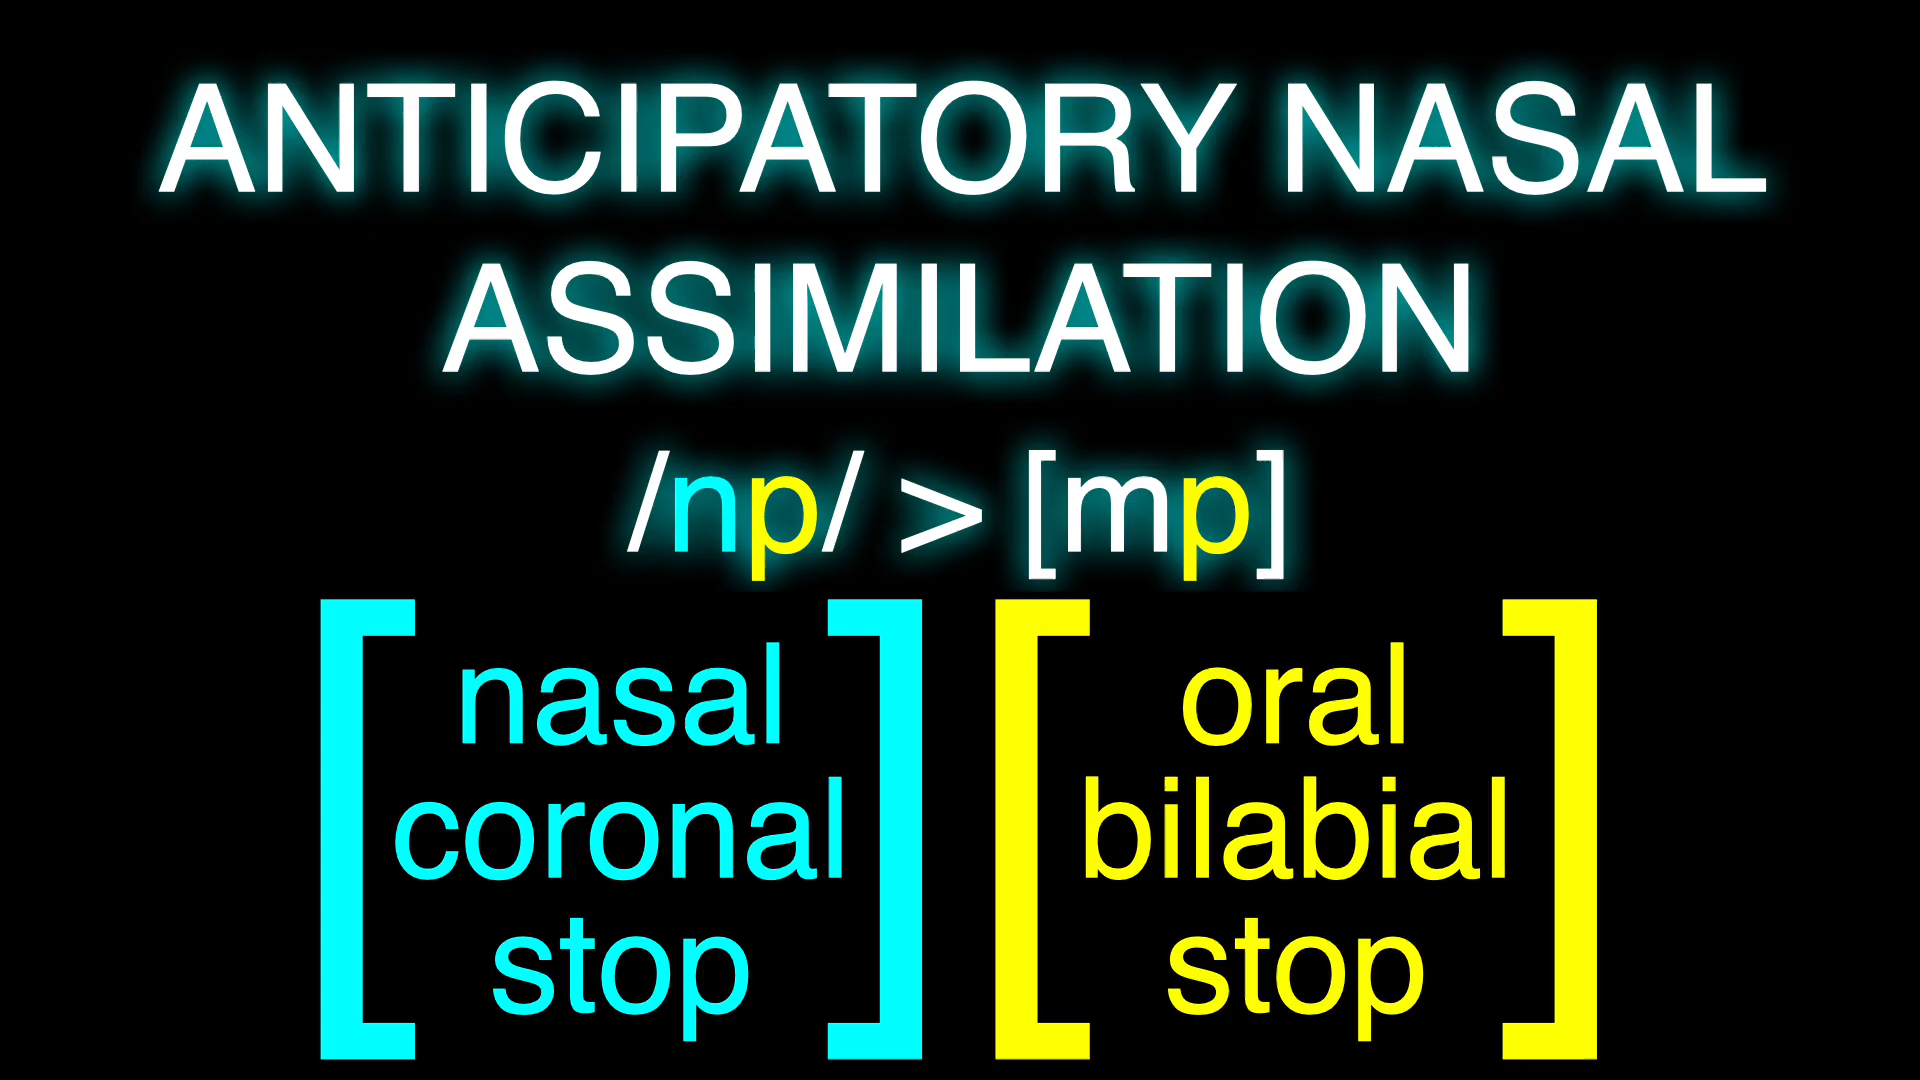 ANTICIPATORY NASAL
ASSIMILATION
/np/ > [mp]
[nasal] [oral]
coronal bilabial
stop stop